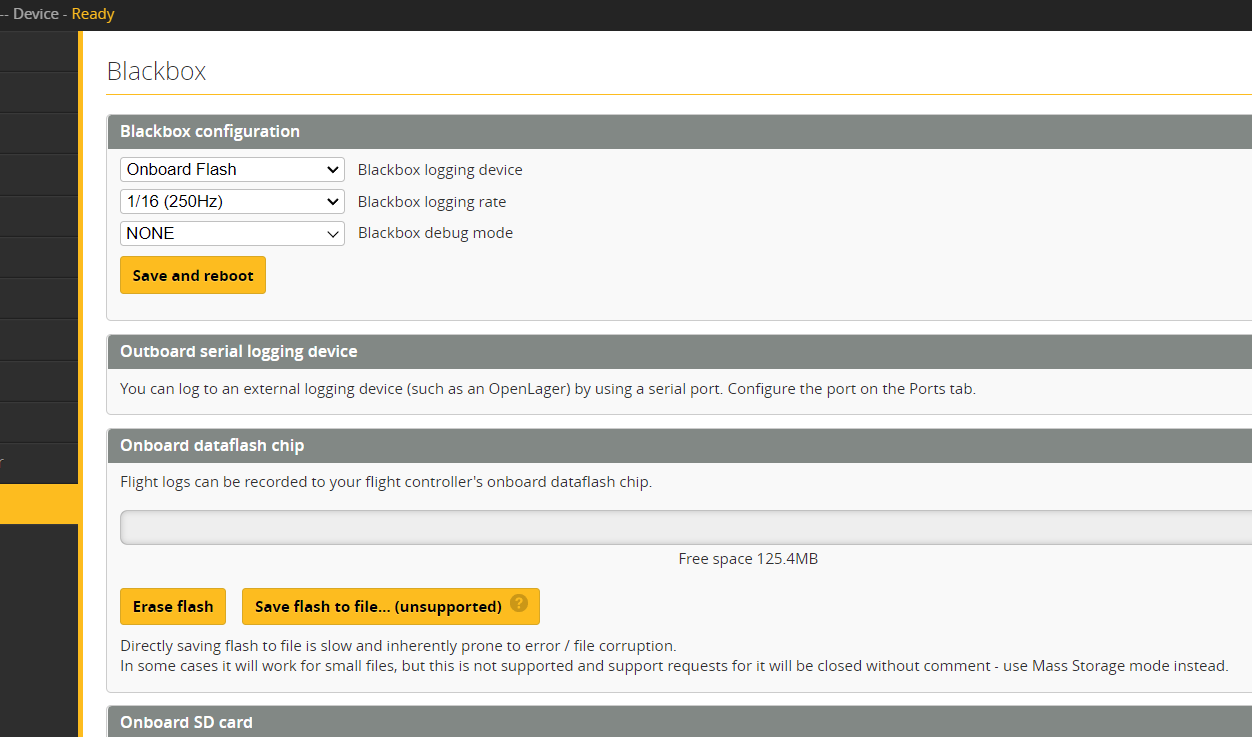 -- Device - Ready
Blackbox
Blackbox configuration
Onboard Flash Blackbox logging device
1/16 (250Hz) Blackbox logging rate
NONE Blackbox debug mode
Save and reboot
Outboard serial logging device
You can log to an external logging device (such as an OpenLager) by using a serial port. Configure the port on the Ports tab.
Onboard dataflash chip
Flight logs can be recorded to your flight controller's onboard dataflash chip.
Free space 125.4MB
Erase flash Save flash to file... (unsupported) ?
Directly saving flash to file is slow and inherently prone to error / file corruption.
In some cases it will work for small files, but this is not supported and support requests for it will be closed without comment - use Mass Storage mode instead.
Onboard SD card